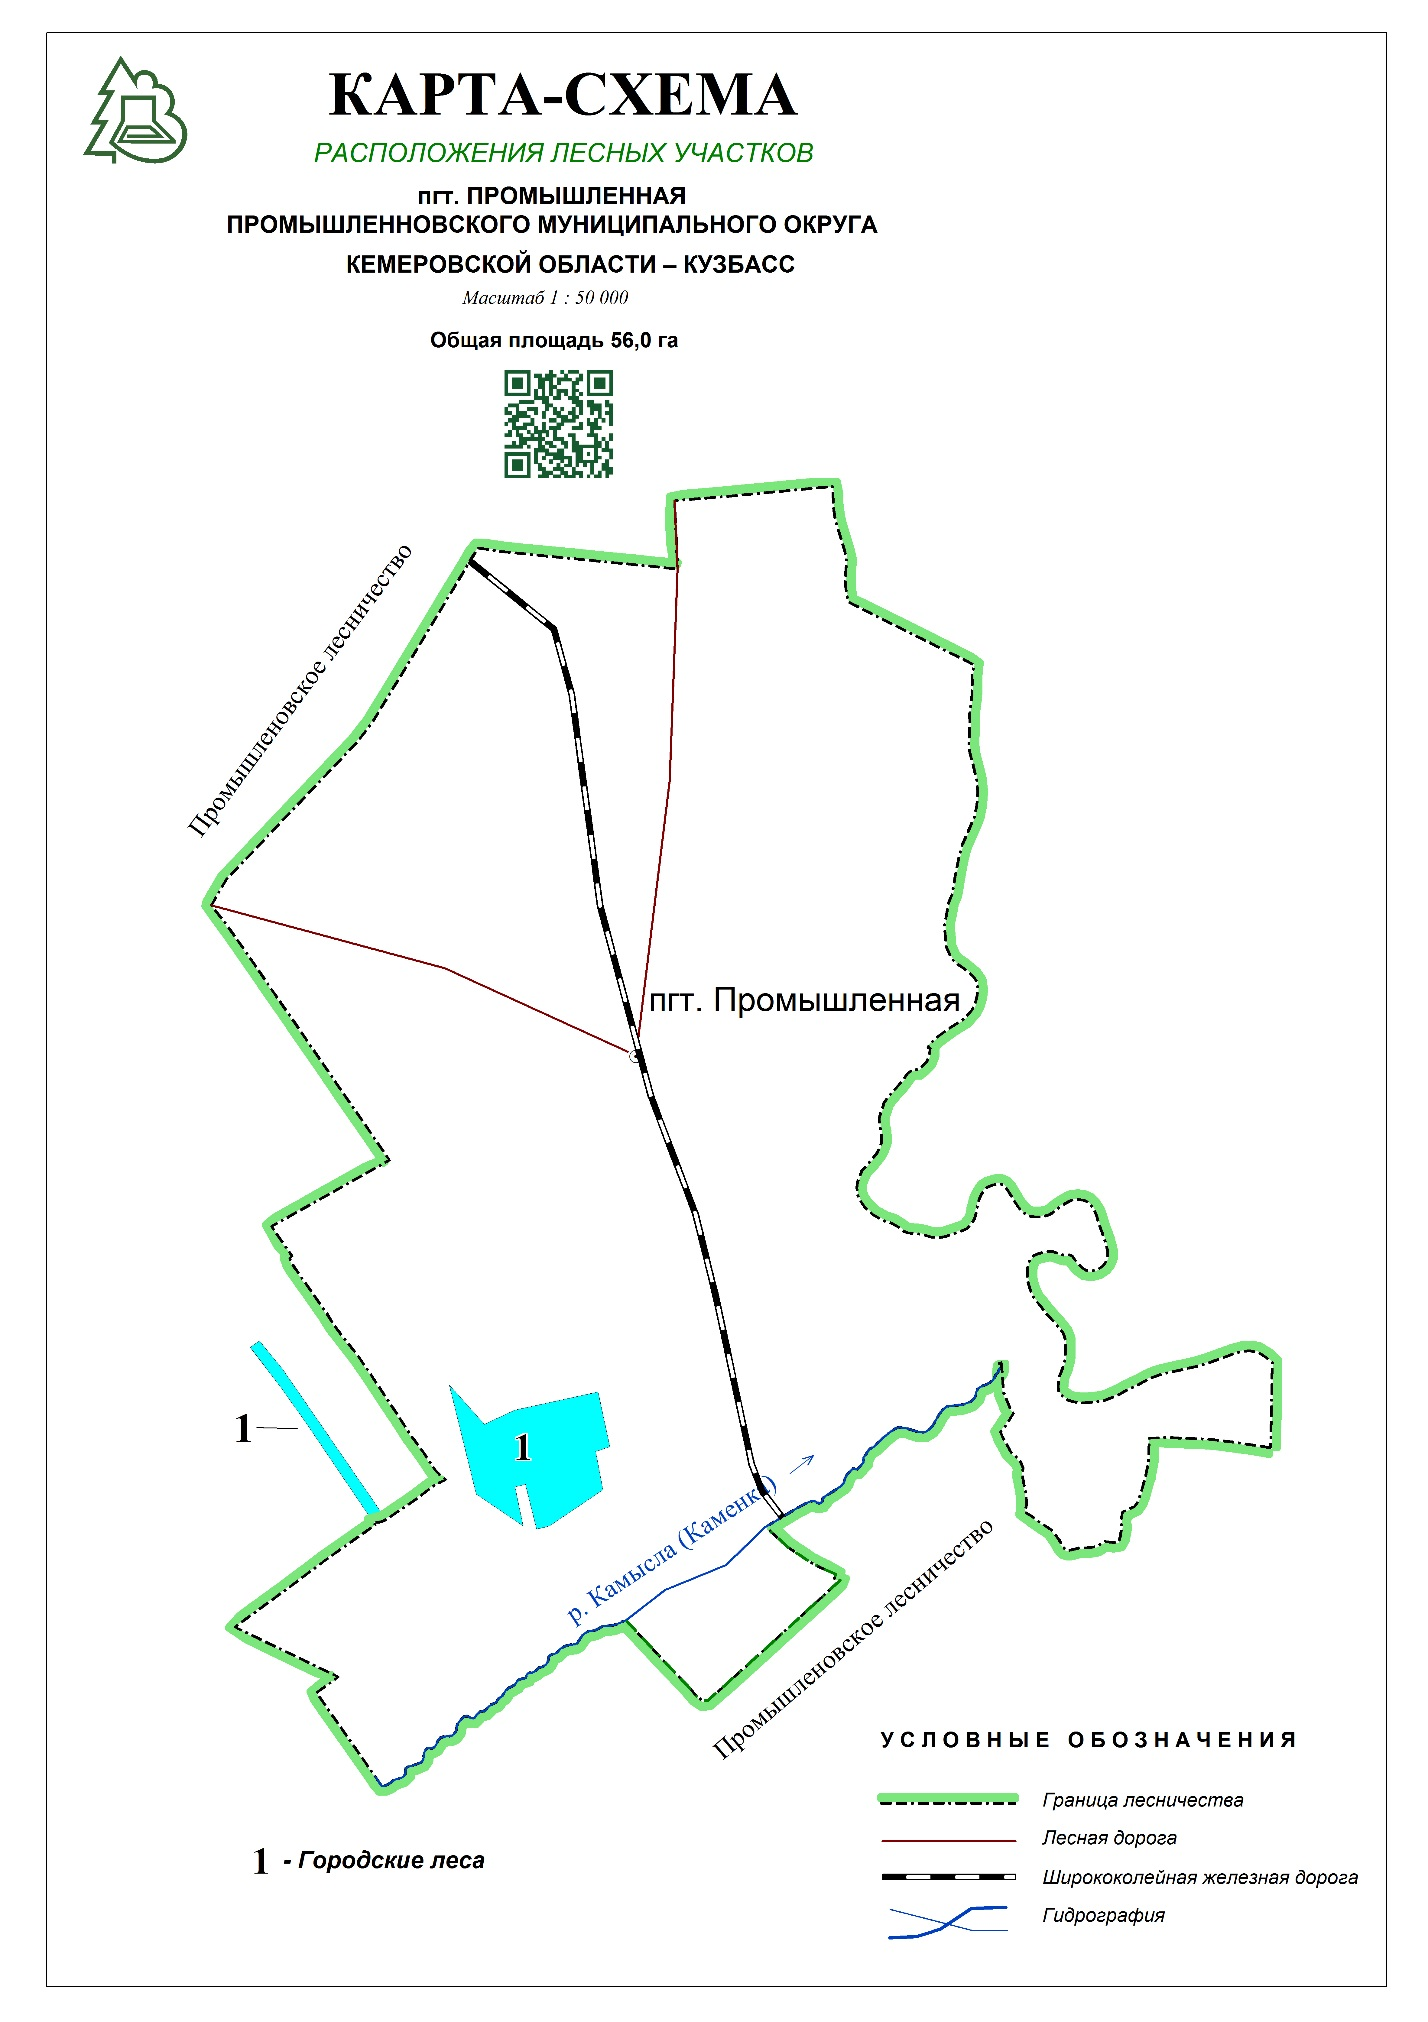 КАРТА-СХЕМА
РАСПОЛОЖЕНИЯ ЛЕСНЫХ УЧАСТКОВ
пгт. ПРОМЫШЛЕННАЯ
ПРОМЫШЛЕННОВСКОГО МУНИЦИПАЛЬНОГО ОКРУГА
КЕМЕРОВСКОЙ ОБЛАСТИ – КУЗБАСС
Масштаб 1 : 50 000
Общая площадь 56,0 га
Промышленовское лесничество
пгт. Промышленная
1
1
р. Камысла (Каменка)
Промышленовское лесничество
УСЛОВНЫЕ ОБОЗНАЧЕНИЯ
Граница лесничества
Лесная дорога
Ширококолейная железная дорога
Гидрография
1 - Городские леса